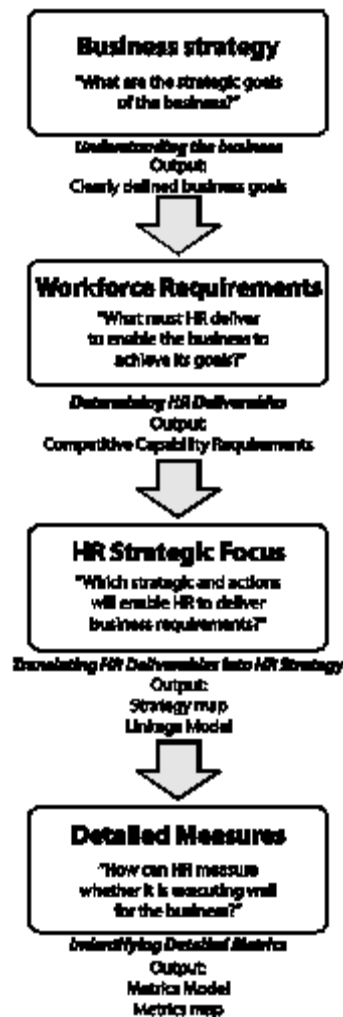 Business strategy
"What are the strategic goals
of the business?"
Understanding the business
Output:
Clearly defined business goals
Workforce Requirements
"What must HR deliver
to enable the business to
achieve its goals?"
Determining HR Deliverables
Output:
Competitive Capability Requirements
HR Strategic Focus
"Which strategic and actions
will enable HR to deliver
business requirements?"
Translating HR Deliverables into HR Strategy
Output:
Strategy map
Linkage Model
Detailed Measures
"How can HR measure
whether it is executing well
for the business?"
Detailed Metrics
Output:
Metrics Model
Metrics map